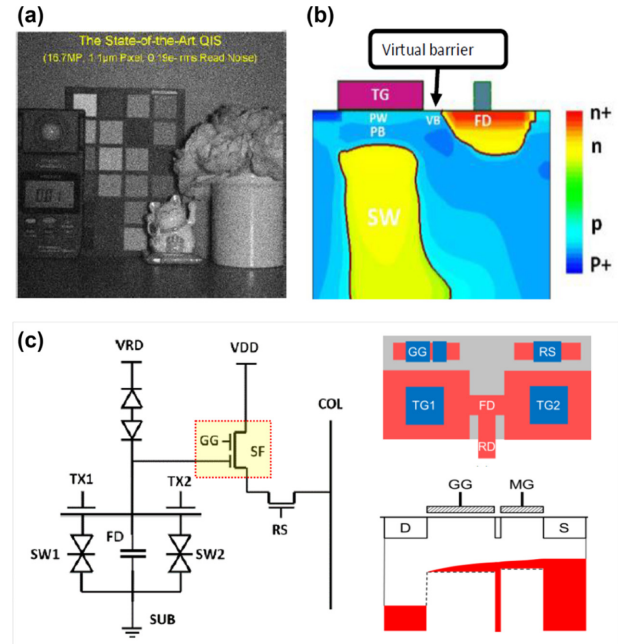 (a)
The State-of-the-Art QIS
(16.7MP, 1.1µm Pixel, 0.19e- rms Read Noise)
081
(b)
Virtual barrier
TG
PW
PB
VB
FD
SW
n+
n
p
P+
(c)
VRD
VDD
COL
GG
SF
TX1
TX2
RS
FD
SW1
SW2
SUB
GG
RS
TG1
FD
TG2
RD
GG
MG
D
S